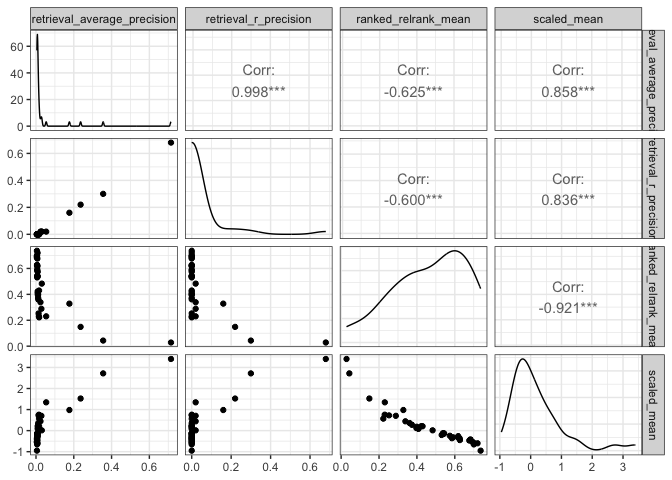 retrieval_average_precision retrieval_r_precision ranked_relrank_mean scaled_mean
60
40
20
0
Corr:
0.998***
Corr:
-0.625***
Corr:
0.858***
eval_average_preci
0.6
0.4
0.2
0.0
Corr:
-0.600***
Corr:
0.836***
retrieval_r_precision
0.6
0.4
0.2
0.0
Corr:
-0.921***
anked_relrank_me
3
2
1
0
-1
scaled_mean
0.0 0.2 0.4 0.6 0.0 0.2 0.4 0.6 0.0 0.2 0.4 0.6 -1 0 1 2 3